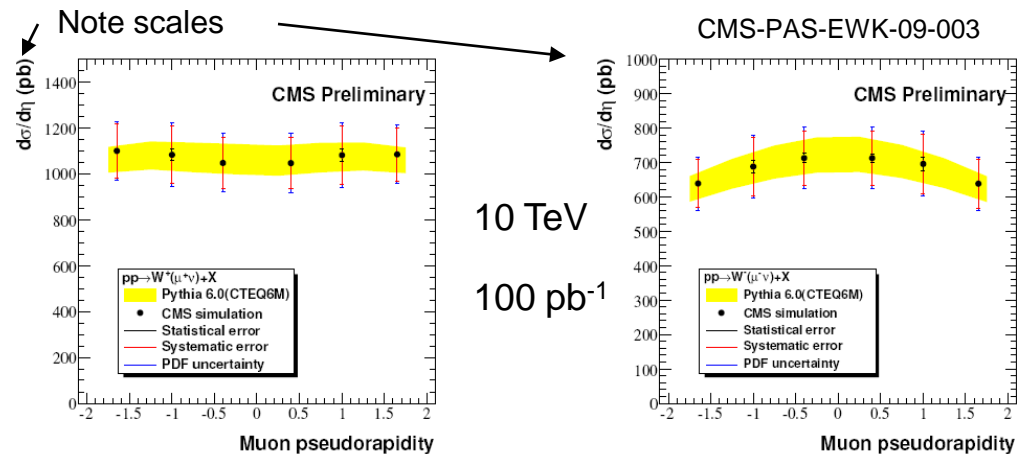 Note scales
CMS-PAS-EWK-09-003
dσ/dη (pb)
1400
1200
1000
800
600
400
200
0
CMS Preliminary
pp→W⁺(μ⁺ν)+X
Pythia 6.0(CTEQ6M)
CMS simulation
Statistical error
Systematic error
PDF uncertainty
-2 -1.5 -1 -0.5 0 0.5 1 1.5 2
Muon pseudorapidity
10 TeV
100 pb⁻¹
dσ/dη (pb)
1000
900
800
700
600
500
400
300
200
100
0
CMS Preliminary
pp→W⁻(μ⁻ν)+X
Pythia 6.0(CTEQ6M)
CMS simulation
Statistical error
Systematic error
PDF uncertainty
-2 -1.5 -1 -0.5 0 0.5 1 1.5 2
Muon pseudorapidity